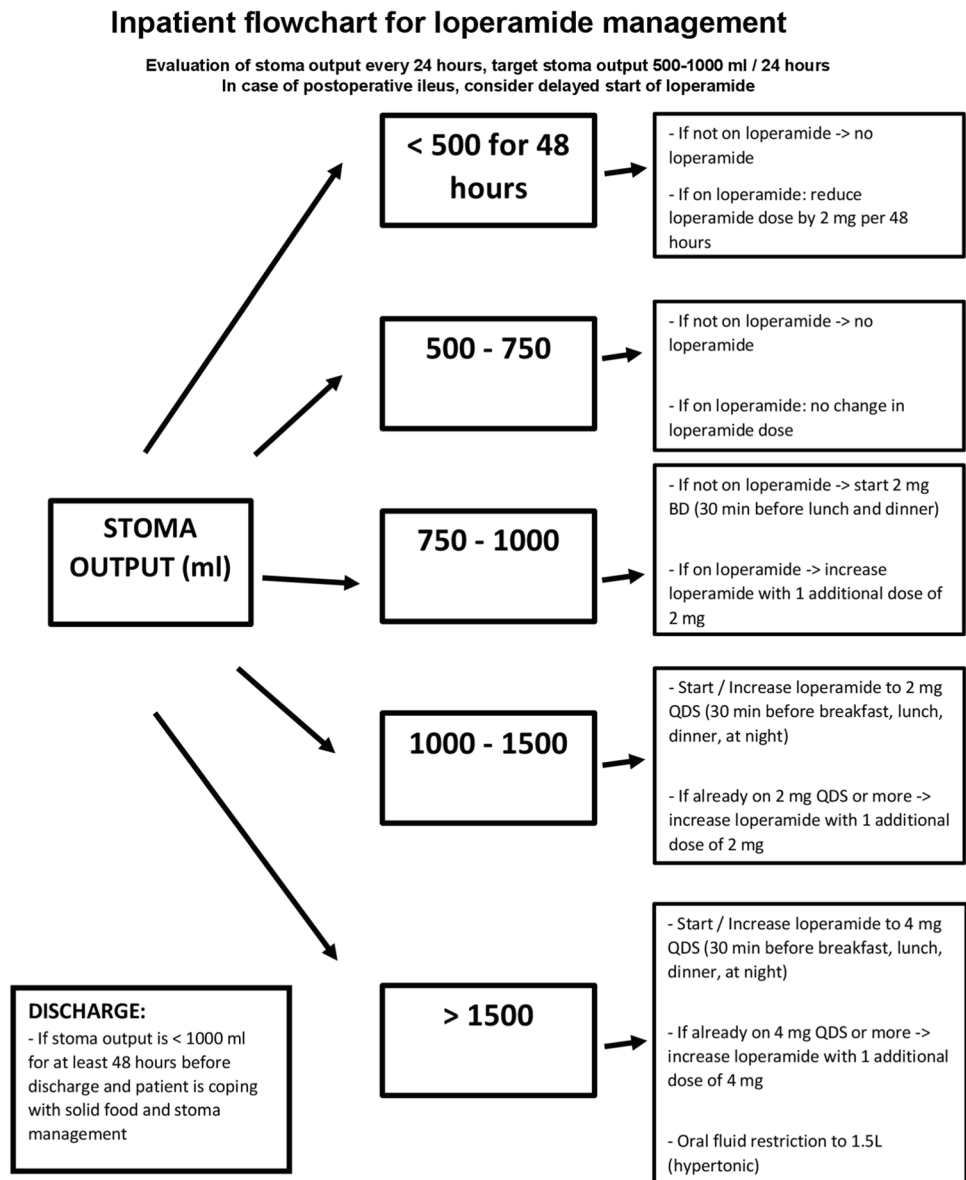 Inpatient flowchart for loperamide management
Evaluation of stoma output every 24 hours, target stoma output 500-1000 ml / 24 hours
In case of postoperative ileus, consider delayed start of loperamide
< 500 for 48
hours
- If not on loperamide -> no
loperamide
- If on loperamide: reduce
loperamide dose by 2 mg per 48
hours
500 - 750
- If not on loperamide -> no
loperamide
- If on loperamide: no change in
loperamide dose
STOMA
OUTPUT (ml)
750 - 1000
- If not on loperamide -> start 2 mg
BD (30 min before lunch and dinner)
- If on loperamide -> increase
loperamide with 1 additional dose of
2 mg
1000 - 1500
- Start / Increase loperamide to 2 mg
QDS (30 min before breakfast, lunch,
dinner, at night)
- If already on 2 mg QDS or more ->
increase loperamide with 1 additional
dose of 2 mg
> 1500
- Start / Increase loperamide to 4 mg
QDS (30 min before breakfast, lunch,
dinner, at night)
- If already on 4 mg QDS or more ->
increase loperamide with 1 additional
dose of 4 mg
- Oral fluid restriction to 1.5L
(hypertonic)
DISCHARGE:
- If stoma output is < 1000 ml
for at least 48 hours before
discharge and patient is coping
with solid food and stoma
management